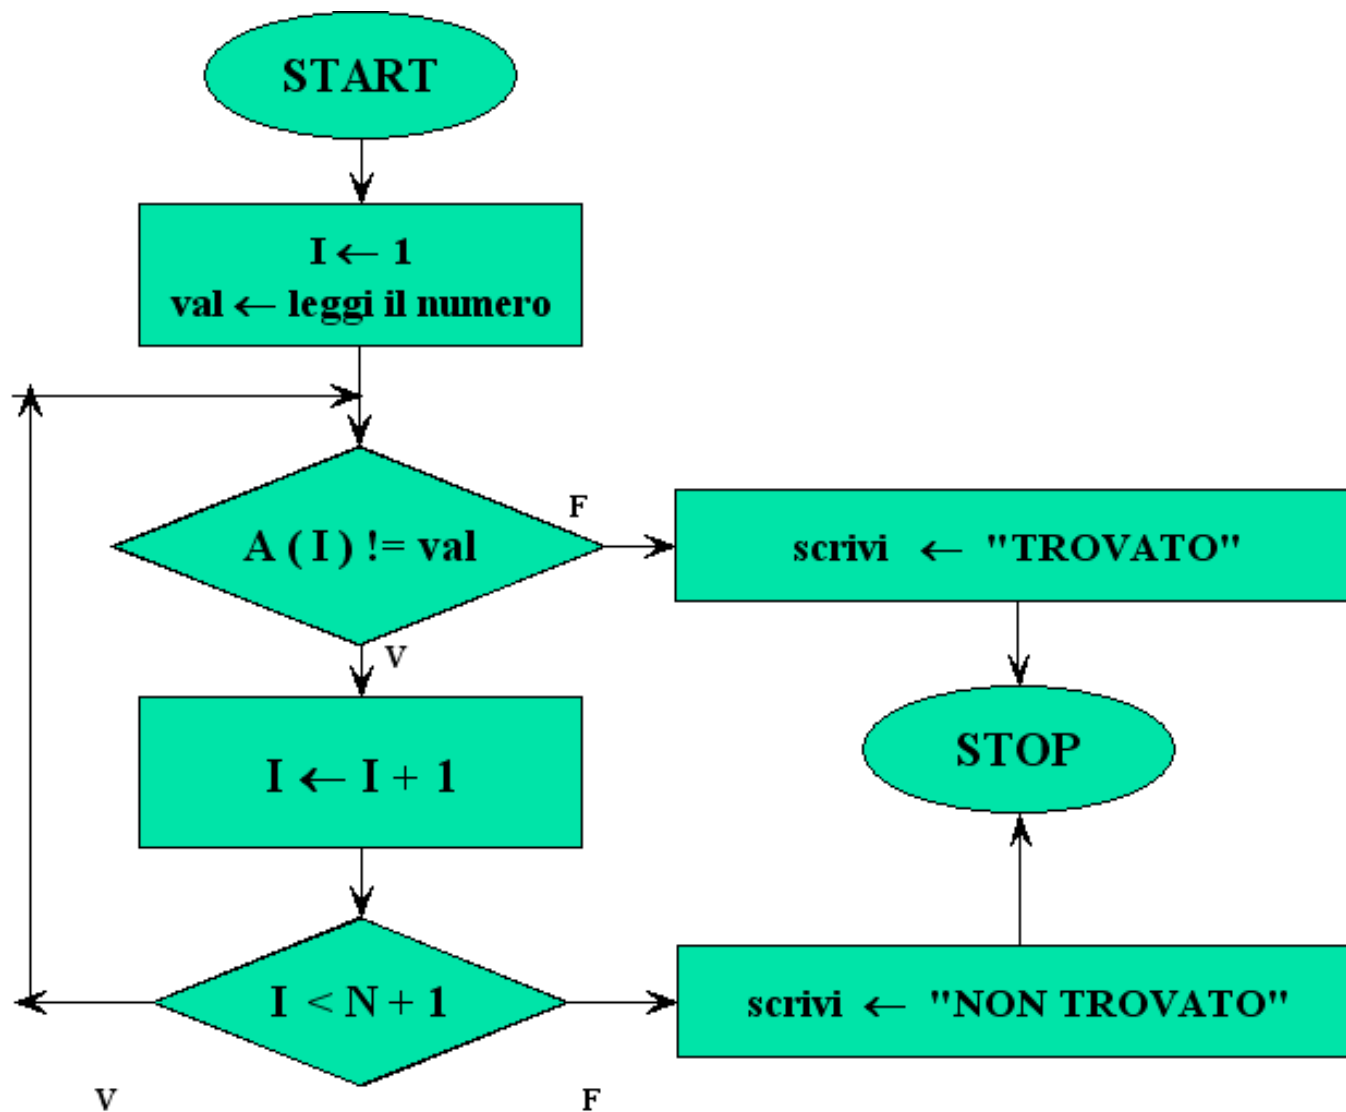 START
I ← 1
val ← leggi il numero
A ( I ) != val
F
scrivi ← "TROVATO"
V
I ← I + 1
STOP
I < N + 1
scrivi ← "NON TROVATO"
V
F